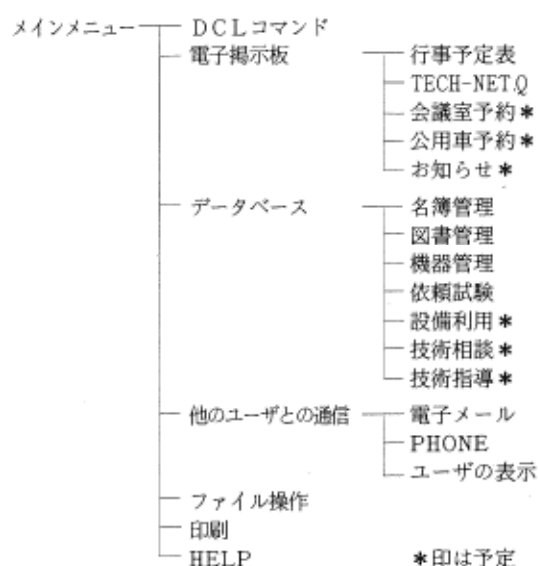 メインメニュー DCLコマンド
電子掲示板 行事予定表
TECH-NET.Q
会議室予約*
公用車予約*
お知らせ*
データベース 名簿管理
図書管理
機器管理
依頼試験
設備利用*
技術相談*
技術指導*
他のユーザとの通信 電子メール
PHONE
ユーザの表示
ファイル操作
印刷
HELP *印は予定